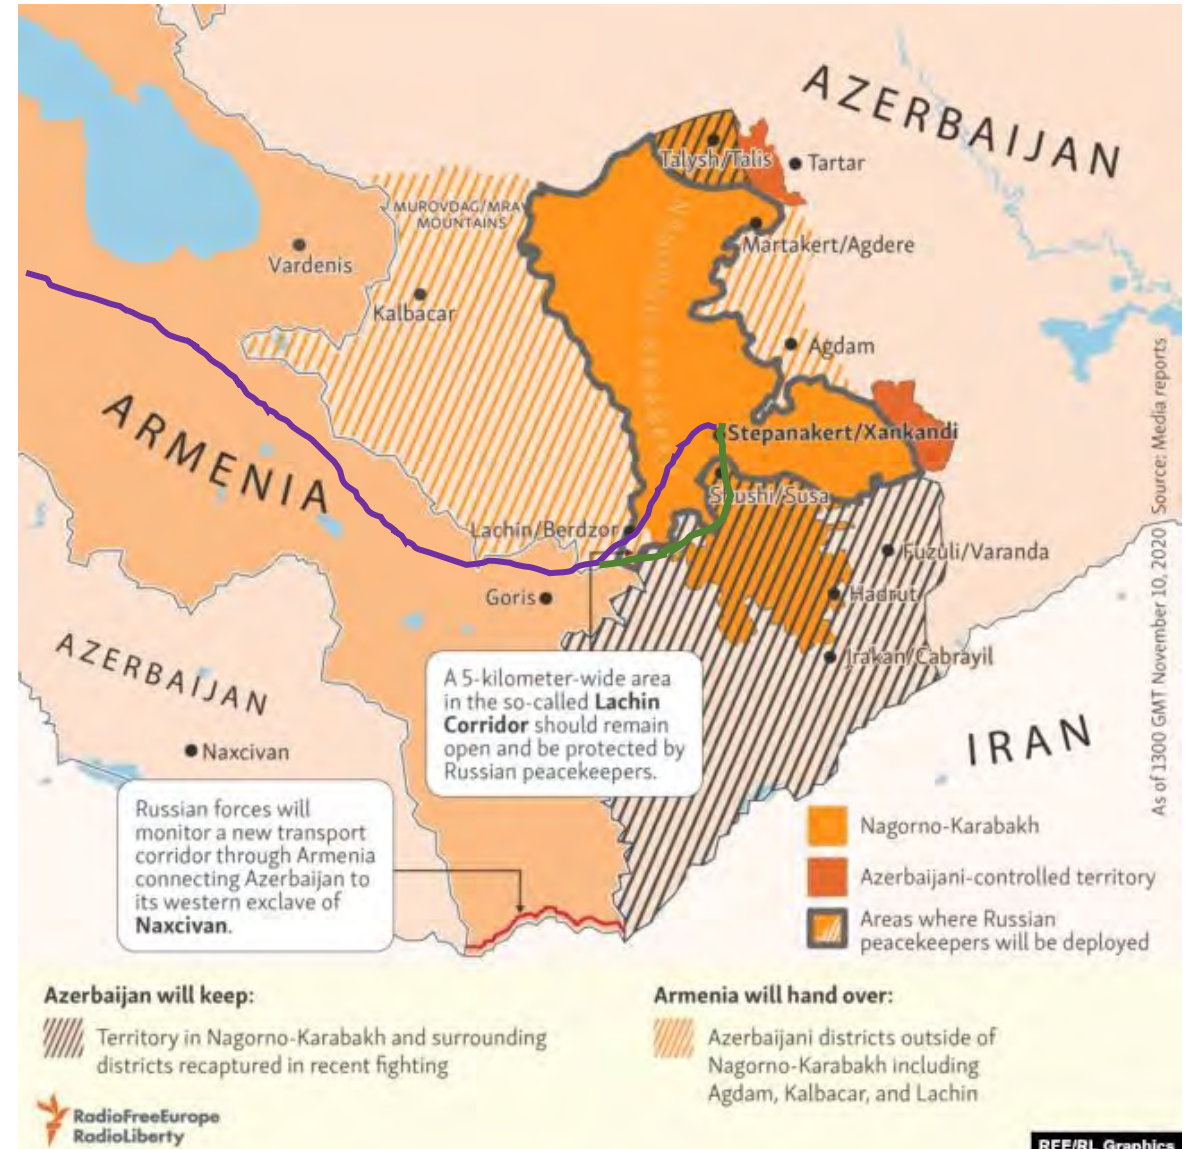 AZERBAIJAN
Talysh/Talis
Tartar
MUROVDAG/MRAV
MOUNTAINS
Martakert/Agdere
Vardenis
Kalbacar
Agdam
ARMENIA
Stepanakert/Xankandi
Shushi/Susa
Lachin/Berdzor
Fuzuli/Varanda
Goris
Hadrut
Jrakan/Cabrayil
AZERBAIJAN
Naxcivan
IRAN
A 5-kilometer-wide area
in the so-called Lachin
Corridor should remain
open and be protected by
Russian peacekeepers.
Russian forces will
monitor a new transport
corridor through Armenia
connecting Azerbaijan to
its western exclave of
Naxcivan.
As of 1300 GMT November 10, 2020 Source: Media reports
Nagorno-Karabakh
Azerbaijani-controlled territory
Areas where Russian
peacekeepers will be deployed
Azerbaijan will keep:
Territory in Nagorno-Karabakh and surrounding
districts recaptured in recent fighting
Armenia will hand over:
Azerbaijani districts outside of
Nagorno-Karabakh including
Agdam, Kalbacar, and Lachin
RadioFreeEurope
RadioLiberty
RFE/RL Graphics